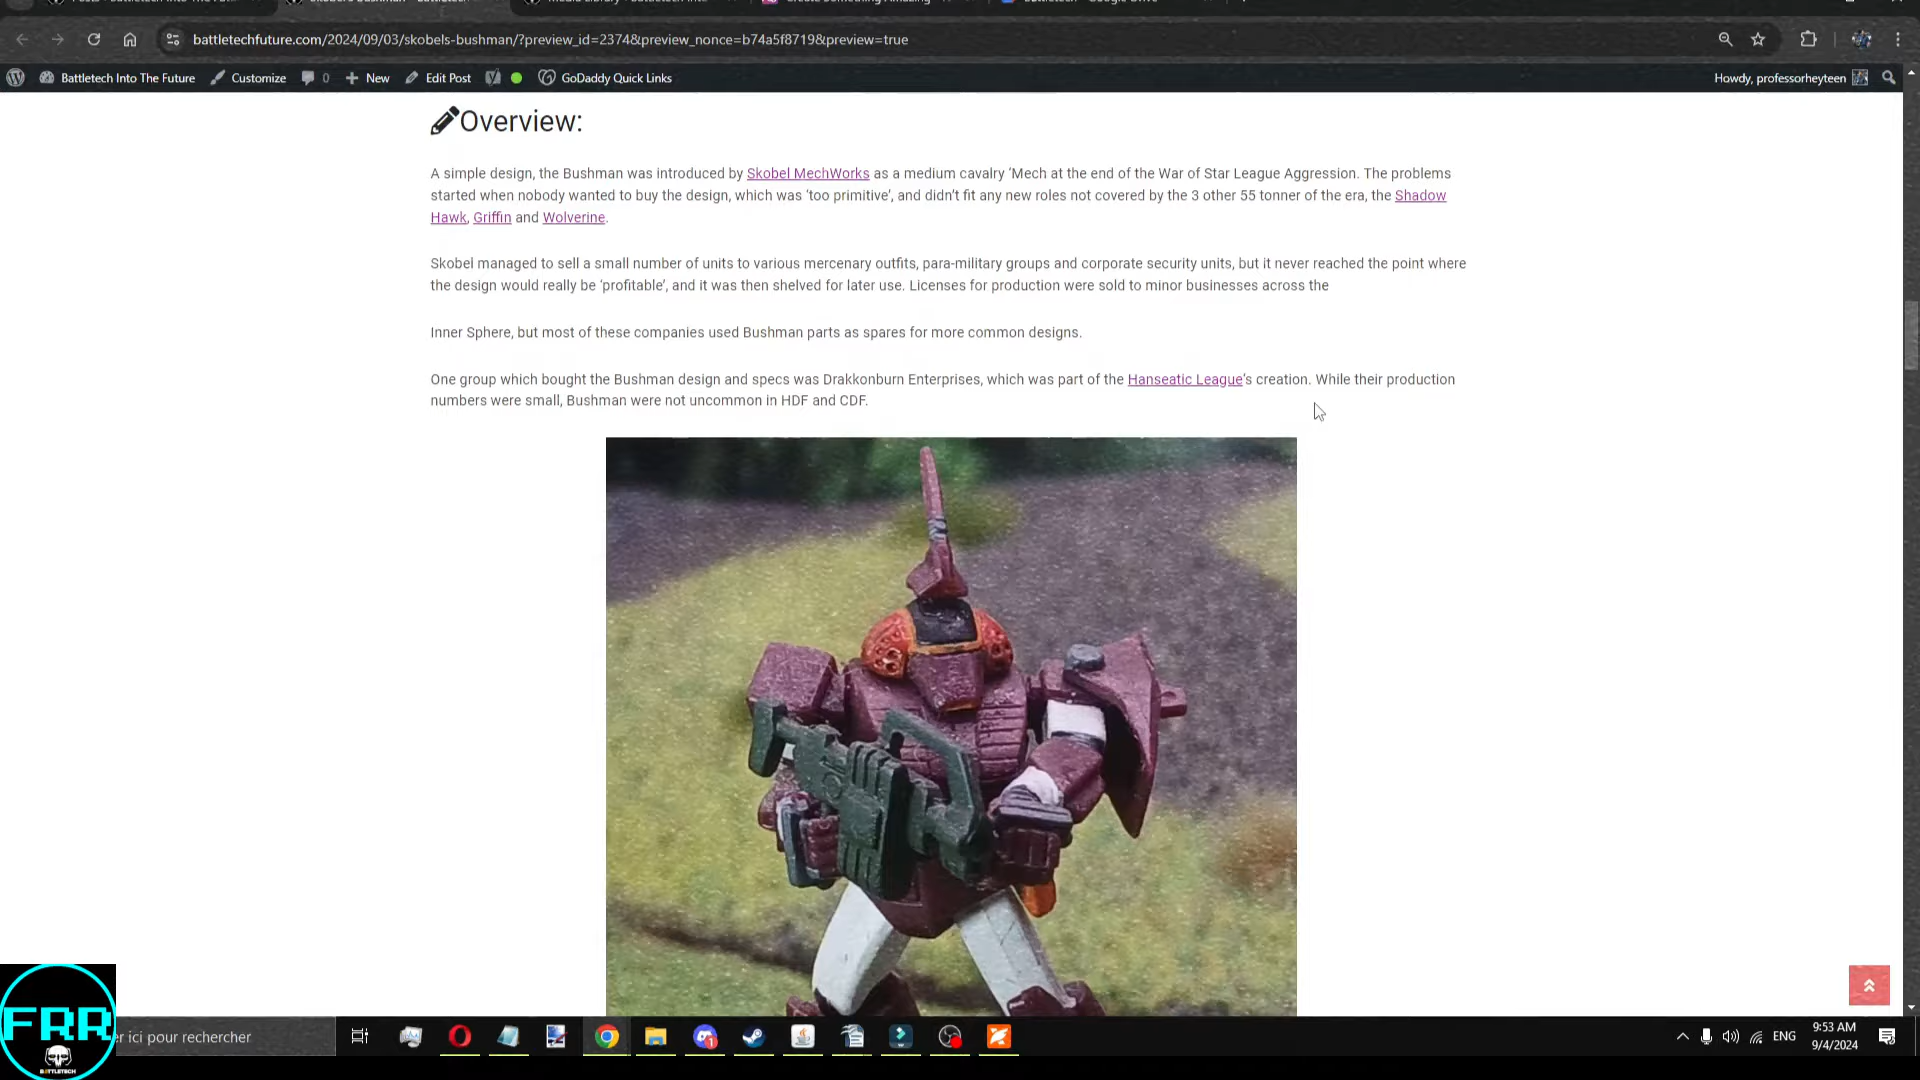 battletechfuture.com/2024/09/03/skobels-bushman/?preview_id=2374&preview_nonce=b74a5f8719&preview=true
Battletech Into The Future Customize 0 New Edit Post GoDaddy Quick Links Howdy, professorheyteen
Overview:
A simple design, the Bushman was introduced by Skobel MechWorks as a medium cavalry ‘Mech at the end of the War of Star League Aggression. The problems
started when nobody wanted to buy the design, which was ‘too primitive’, and didn’t fit any new roles not covered by the 3 other 55 tonner of the era, the Shadow
Hawk, Griffin and Wolverine.
Skobel managed to sell a small number of units to various mercenary outfits, para-military groups and corporate security units, but it never reached the point where
the design would really be ‘profitable’, and it was then shelved for later use. Licenses for production were sold to minor businesses across the
Inner Sphere, but most of these companies used Bushman parts as spares for more common designs.
One group which bought the Bushman design and specs was Drakkonburn Enterprises, which was part of the Hanseatic League’s creation. While their production
numbers were small, Bushman were not uncommon in HDF and CDF.
FRR
BATTLETECH
er ici pour rechercher
1
ENG
9:53 AM
9/4/2024